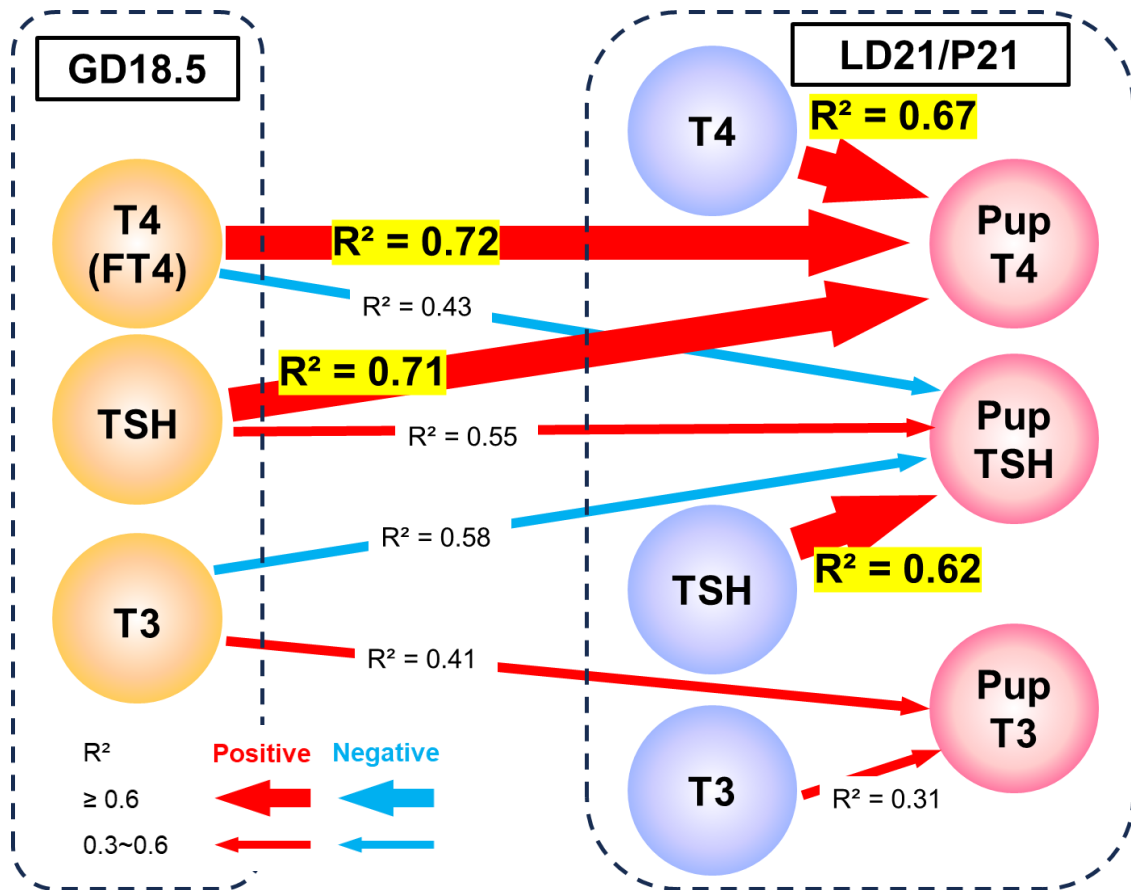 GD18.5
LD21/P21
T4
(FT4)
TSH
T3
T4
TSH
T3
Pup
T4
Pup
TSH
Pup
T3
R² = 0.67
R² = 0.72
R² = 0.43
R² = 0.71
R² = 0.55
R² = 0.58
R² = 0.62
R² = 0.41
R² = 0.31
R² Positive Negative
≥ 0.6
0.3~0.6